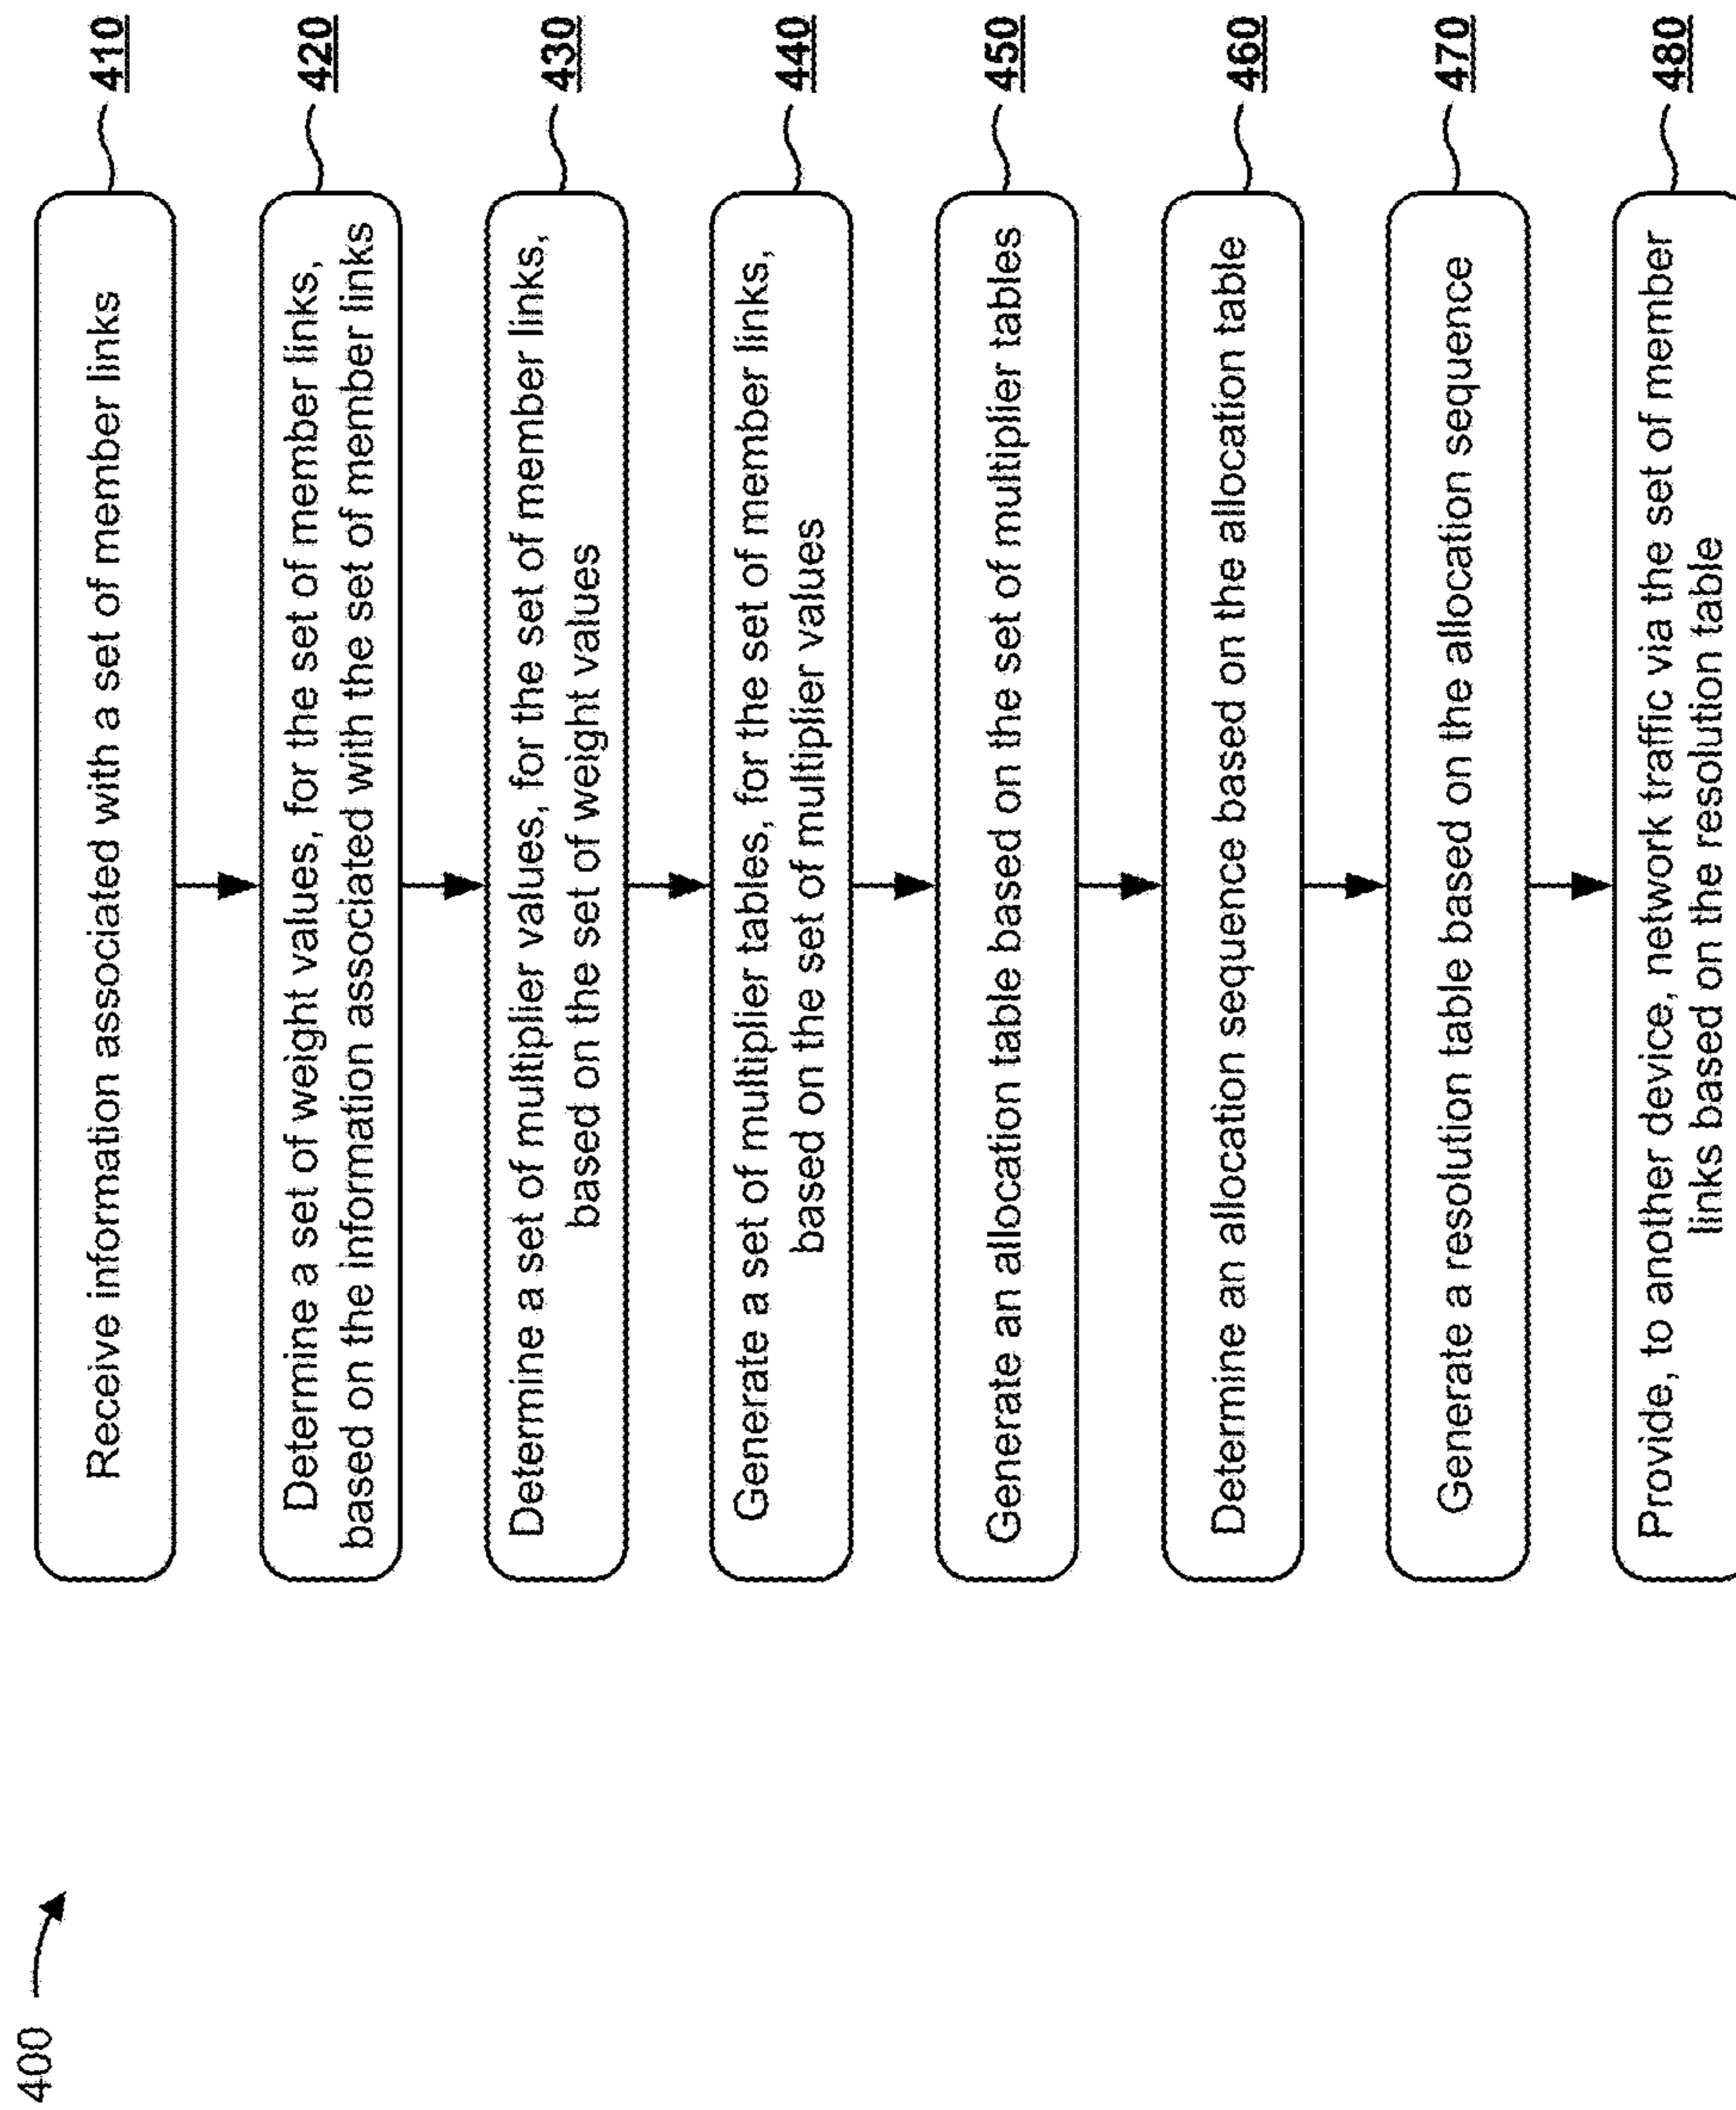 400
Receive information associated with a set of member links
410
Determine a set of weight values, for the set of member links,
based on the information associated with the set of member links
420
Determine a set of multiplier values, for the set of member links,
based on the set of weight values
430
Generate a set of multiplier tables, for the set of member links,
based on the set of multiplier values
440
Generate an allocation table based on the set of multiplier tables
450
Determine an allocation sequence based on the allocation table
460
Generate a resolution table based on the allocation sequence
470
Provide, to another device, network traffic via the set of member
links based on the resolution table
480